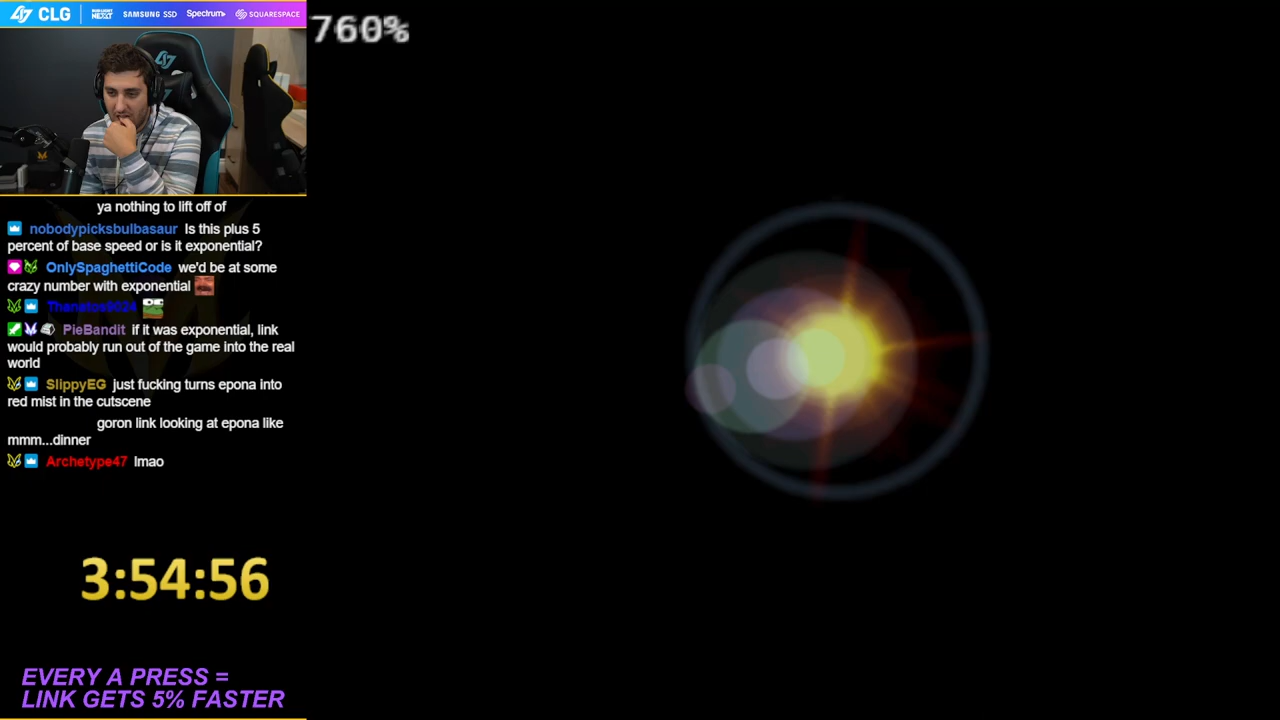 CLG
BUD LIGHT
NEXT
SAMSUNG SSD
Spectrum
SQUARESPACE
760%
ya nothing to lift off of
nobodypicksbulbasaur Is this plus 5
percent of base speed or is it exponential?
OnlySpaghettiCode we'd be at some
crazy number with exponential
Thanatos9024
PieBandit if it was exponential, link
would probably run out of the game into the real
world
SlippyEG just fucking turns epona into
red mist in the cutscene
goron link looking at epona like
mmm...dinner
Archetype47 lmao
3:54:56
EVERY A PRESS =
LINK GETS 5% FASTER